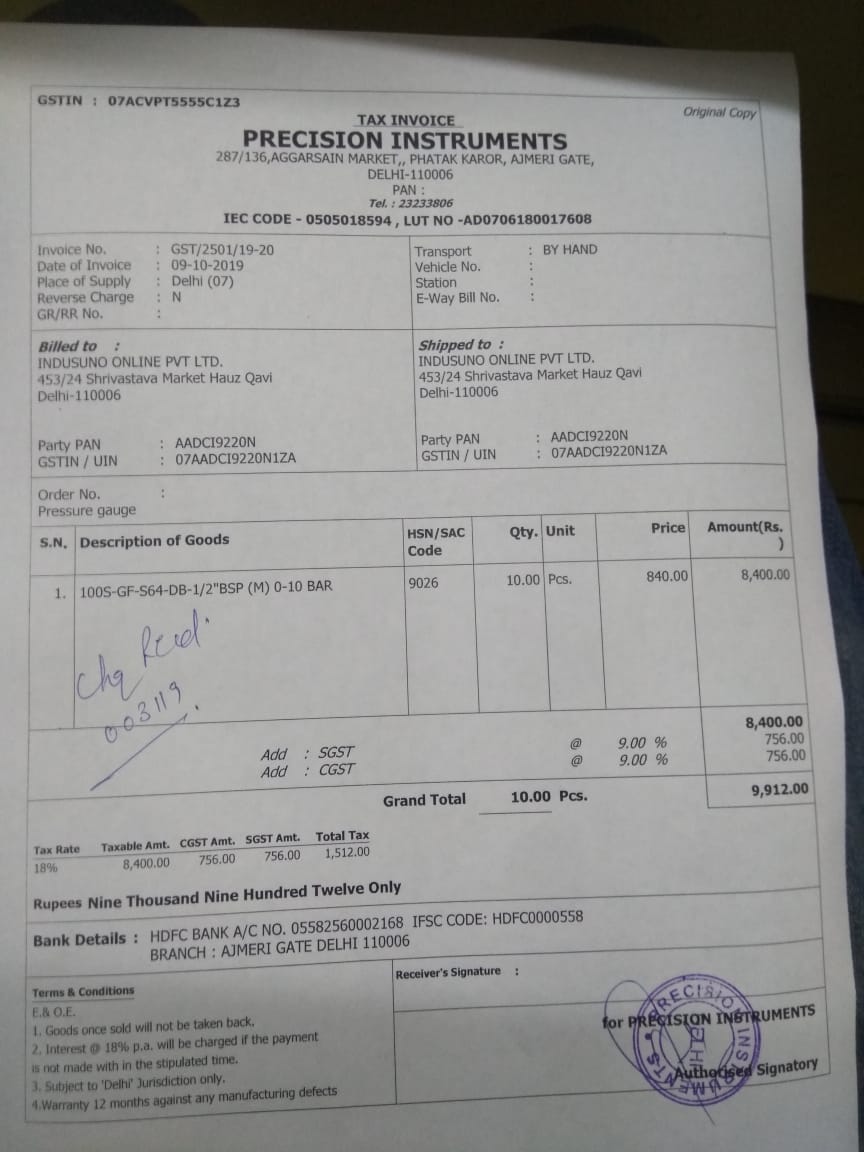 GSTIN : 07ACVPT5555C1Z3
Original Copy
TAX INVOICE
PRECISION INSTRUMENTS
287/136,AGGARSAIN MARKET,, PHATAK KAROR, AJMERI GATE,
DELHI-110006
PAN :
Tel. : 23233806
IEC CODE - 0505018594 , LUT NO -AD0706180017608
Invoice No. : GST/2501/19-20
Date of Invoice : 09-10-2019
Place of Supply : Delhi (07)
Reverse Charge : N
GR/RR No. :
Transport : BY HAND
Vehicle No. :
Station :
E-Way Bill No. :
Billed to :
INDUSUNO ONLINE PVT LTD.
453/24 Shrivastava Market Hauz Qavi
Delhi-110006
Party PAN : AADCI9220N
GSTIN / UIN : 07AADCI9220N1ZA
Shipped to :
INDUSUNO ONLINE PVT LTD.
453/24 Shrivastava Market Hauz Qavi
Delhi-110006
Party PAN : AADCI9220N
GSTIN / UIN : 07AADCI9220N1ZA
Order No. :
Pressure gauge
S.N. Description of Goods HSN/SAC Code Qty. Unit Price Amount(Rs.)
1. 100S-GF-S64-DB-1/2"BSP (M) 0-10 BAR 9026 10.00 Pcs. 840.00 8,400.00
Chq Recd.
003119
8,400.00
Add : SGST @ 9.00 % 756.00
Add : CGST @ 9.00 % 756.00
Grand Total 10.00 Pcs. 9,912.00
Tax Rate Taxable Amt. CGST Amt. SGST Amt. Total Tax
18% 8,400.00 756.00 756.00 1,512.00
Rupees Nine Thousand Nine Hundred Twelve Only
Bank Details : HDFC BANK A/C NO. 05582560002168 IFSC CODE: HDFC0000558
BRANCH : AJMERI GATE DELHI 110006
Terms & Conditions
E.& O.E.
1. Goods once sold will not be taken back.
2. Interest @ 18% p.a. will be charged if the payment
is not made with in the stipulated time.
3. Subject to 'Delhi' Jurisdiction only.
4.Warranty 12 months against any manufacturing defects
Receiver's Signature :
for PRECISION INSTRUMENTS
PRECISION INSTRUMENTS
DELHI
Authorised Signatory